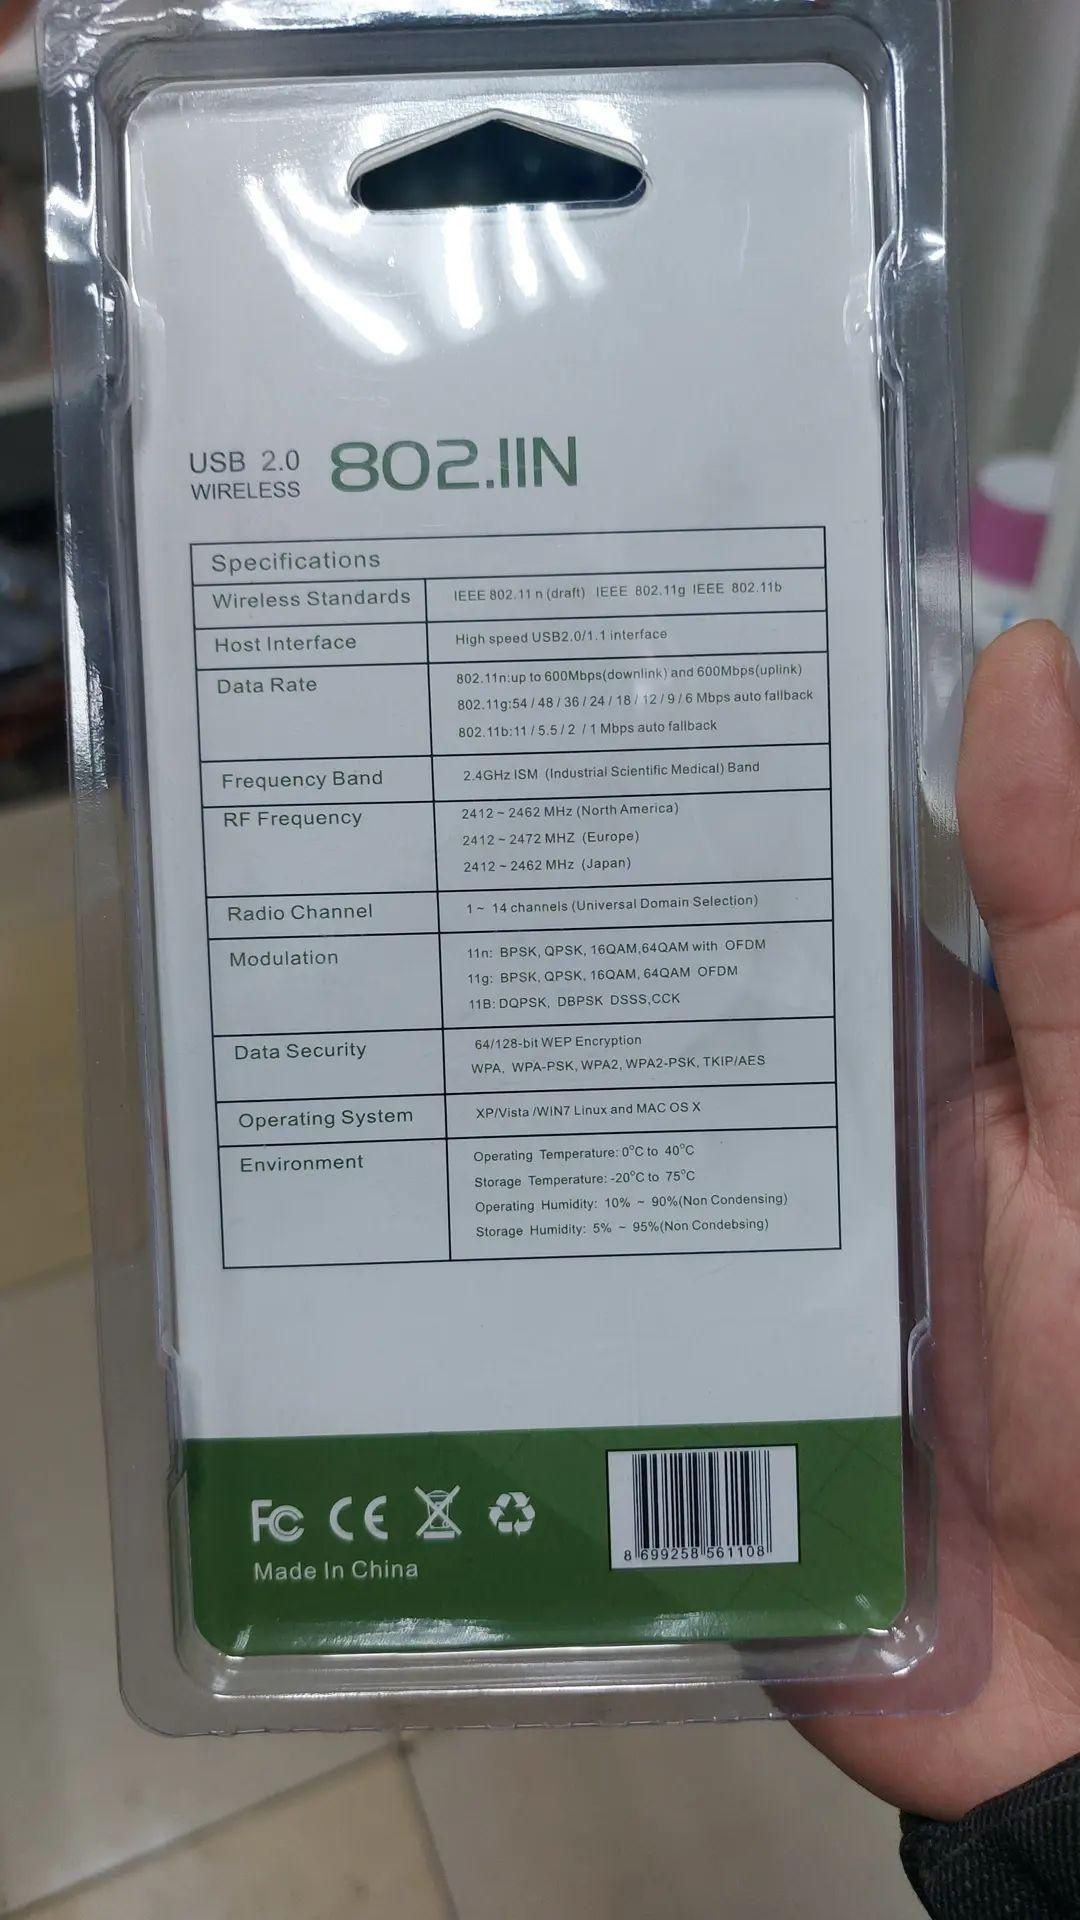 USB 2.0
WIRELESS
802.11N
Specifications
Wireless Standards
IEEE 802.11 n (draft) IEEE 802.11g IEEE 802.11b
Host Interface
High speed USB2.0/1.1 interface
Data Rate
802.11n:up to 600Mbps(downlink) and 600Mbps(uplink)
802.11g:54 / 48 / 36 / 24 / 18 / 12 / 9 / 6 Mbps auto fallback
802.11b:11 / 5.5 / 2 / 1 Mbps auto fallback
Frequency Band
2.4GHz ISM (Industrial Scientific Medical) Band
RF Frequency
2412 ~ 2462 MHz (North America)
2412 ~ 2472 MHZ (Europe)
2412 ~ 2462 MHz (Japan)
Radio Channel
1 ~ 14 channels (Universal Domain Selection)
Modulation
11n: BPSK, QPSK, 16QAM,64QAM with OFDM
11g: BPSK, QPSK, 16QAM, 64QAM OFDM
11B: DQPSK, DBPSK DSSS,CCK
Data Security
64/128-bit WEP Encryption
WPA, WPA-PSK, WPA2, WPA2-PSK, TKIP/AES
Operating System
XP/Vista /WIN7 Linux and MAC OS X
Environment
Operating Temperature: 0°C to 40°C
Storage Temperature: -20°C to 75°C
Operating Humidity: 10% ~ 90%(Non Condensing)
Storage Humidity: 5% ~ 95%(Non Condebsing)
FC CE
Made In China
8 699258 561108